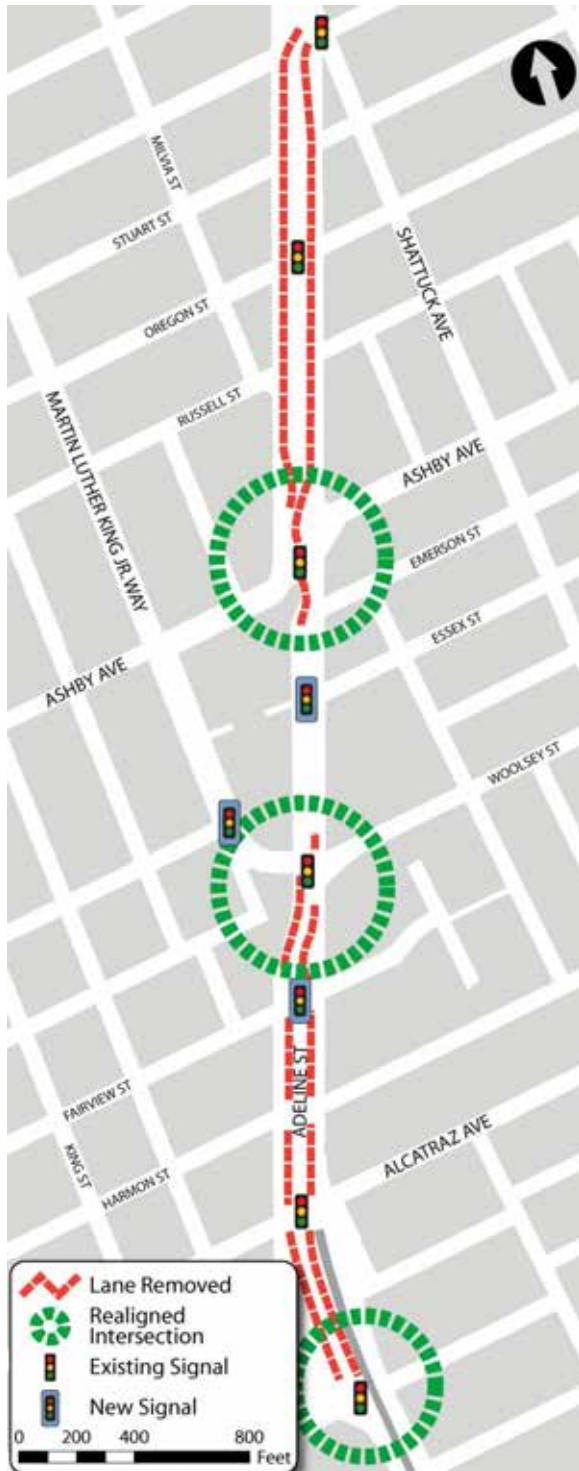 MILVIA ST
STUART ST
SHATTUCK AVE
OREGON ST
RUSSELL ST
MARTIN LUTHER KING JR. WAY
ASHBY AVE
EMERSON ST
ESSEX ST
ASHBY AVE
WOOLSEY ST
ADELINE ST
FAIRVIEW ST
ALCATRAZ AVE
KING ST
HARMON ST
Lane Removed
Realigned
Intersection
Existing Signal
New Signal
0 200 400 800
Feet